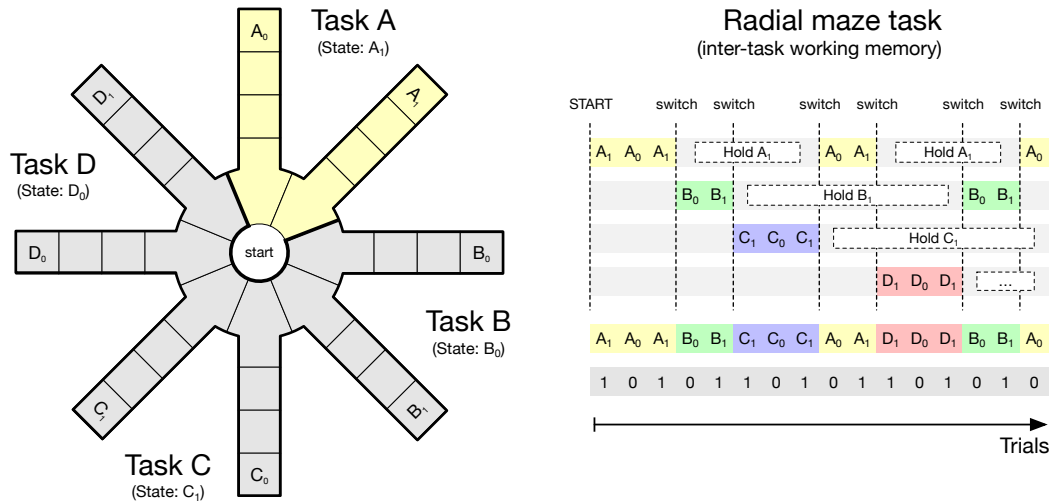 Task A
(State: A₁)
A₀
A₁
D₁
Task D
(State: D₀)
D₀
start
B₀
Task B
(State: B₀)
B₁
C₁
Task C
(State: C₁)
C₀
Radial maze task
(inter-task working memory)
START switch switch switch switch switch switch
A₁ A₀ A₁ Hold A₁ A₀ A₁ Hold A₁ A₀
B₀ B₁ Hold B₁ B₀ B₁
C₁ C₀ C₁ Hold C₁
D₁ D₀ D₁ ...
A₁ A₀ A₁ B₀ B₁ C₁ C₀ C₁ A₀ A₁ D₁ D₀ D₁ B₀ B₁ A₀
1 0 1 0 1 1 0 1 0 1 1 0 1 0 1 0
Trials